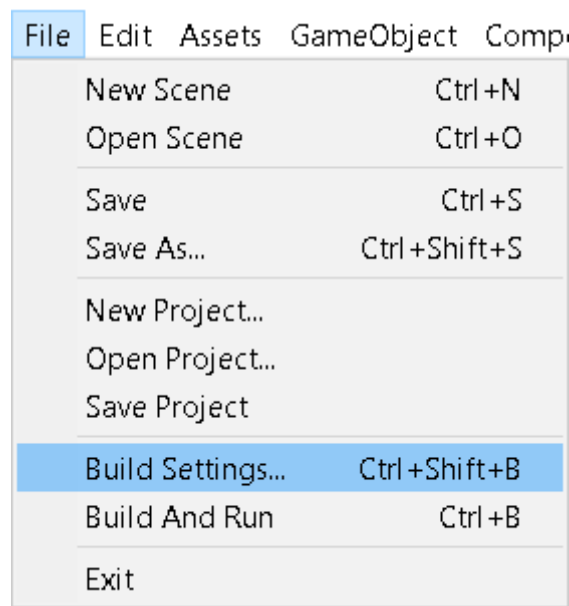 File Edit Assets GameObject Comp
New Scene Ctrl+N
Open Scene Ctrl+O
Save Ctrl+S
Save As... Ctrl+Shift+S
New Project...
Open Project...
Save Project
Build Settings... Ctrl+Shift+B
Build And Run Ctrl+B
Exit